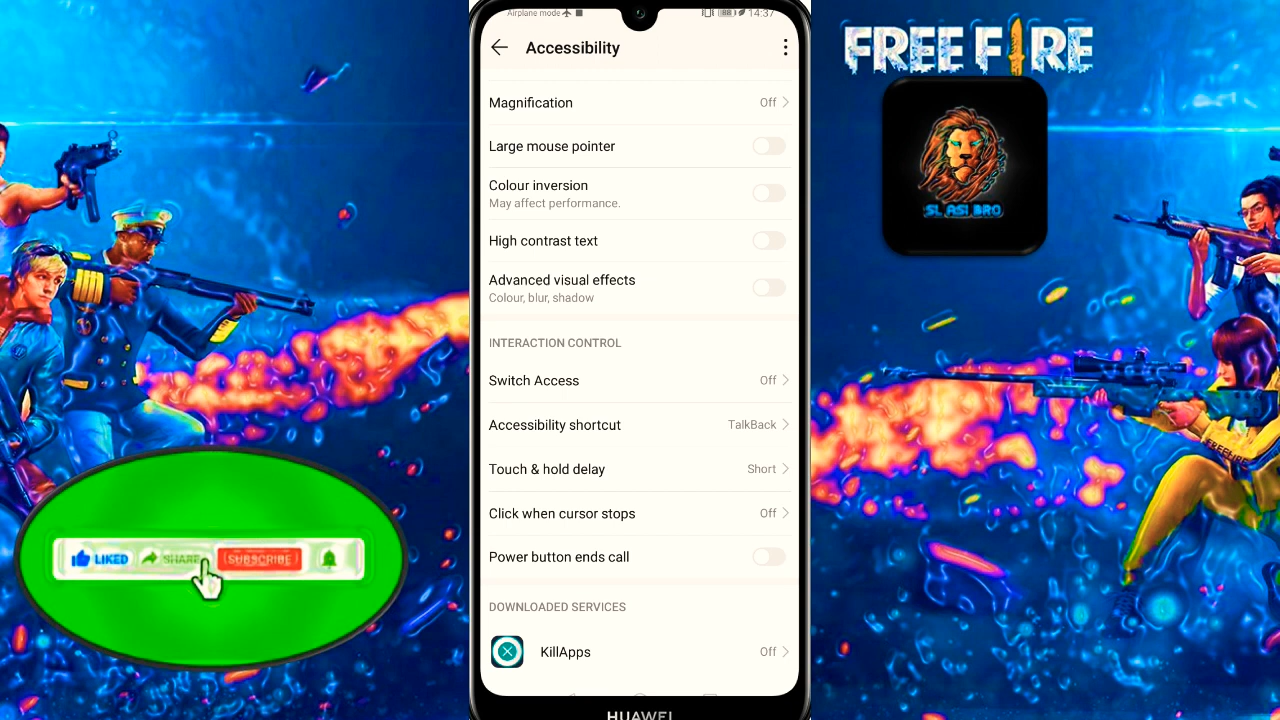 Airplane mode
88
14:37
Accessibility
Magnification
Off
Large mouse pointer
Colour inversion
May affect performance.
High contrast text
Advanced visual effects
Colour, blur, shadow
INTERACTION CONTROL
Switch Access
Off
Accessibility shortcut
TalkBack
Touch & hold delay
Short
Click when cursor stops
Off
Power button ends call
DOWNLOADED SERVICES
KillApps
Off
HUAWEI
FREE FIRE
SL ASI BRO
FREEFIRE
LIKED
SHARE
SUBSCRIBE